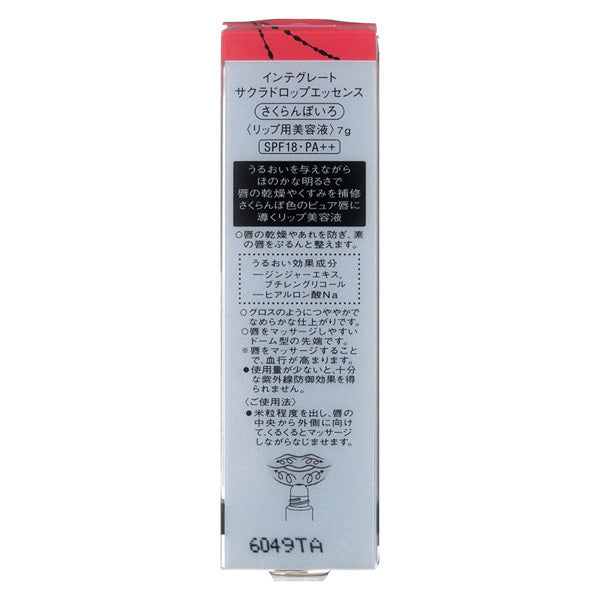 インテグレート
サクラドロップエッセンス
さくらんぼいろ
〈リップ用美容液〉7g
SPF18・PA++
うるおいを与えながら
ほのかな明るさで
唇の乾燥やくすみを補修
さくらんぼ色のピュア唇に
導くリップ美容液
○唇の乾燥やあれを防ぎ、素
の唇をぷるんと整えます。
うるおい効果成分
―ジンジャーエキス,
ブチレングリコール
―ヒアルロン酸Na
○グロスのようにつややかで
なめらかな仕上がりです。
○唇をマッサージしやすい
ドーム型の先端です。
※唇をマッサージすること
で、血行が高まります。
●使用量が少ないと、十分
な紫外線防御効果を得
られません。
〈ご使用法〉
●米粒程度を出し、唇の
中央から外側に向け
て、くるくるとマッサージ
しながらなじませます。
6049TA